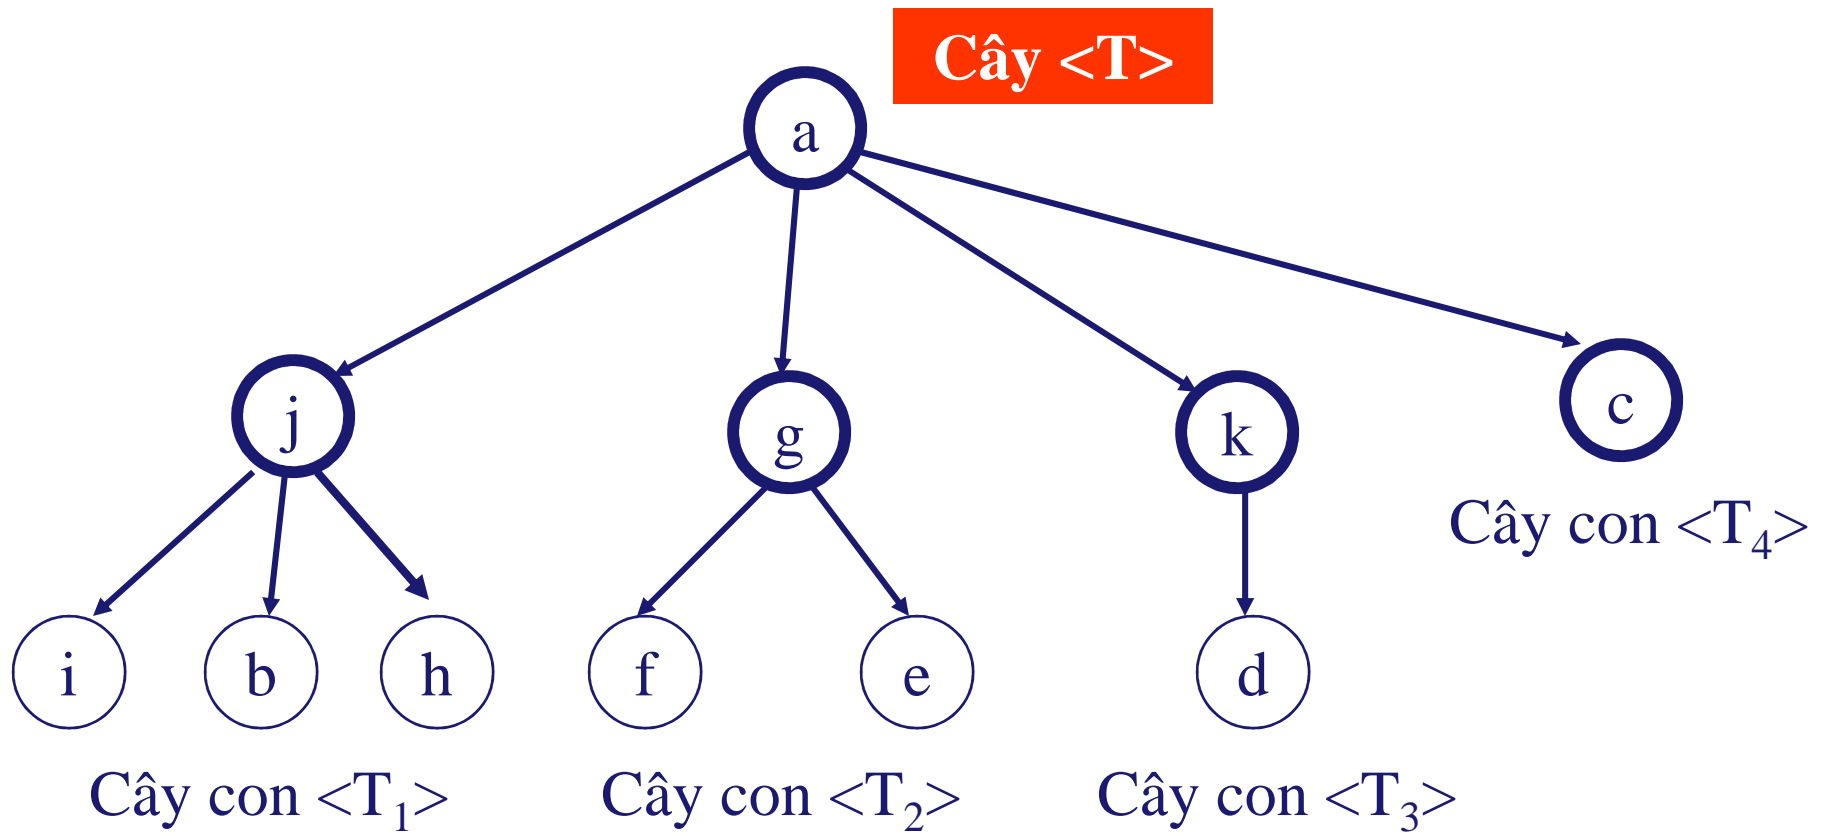 Cây <T>
a
j
g
k
c
Cây con <T₄>
i
b
h
f
e
d
Cây con <T₁>
Cây con <T₂>
Cây con <T₃>